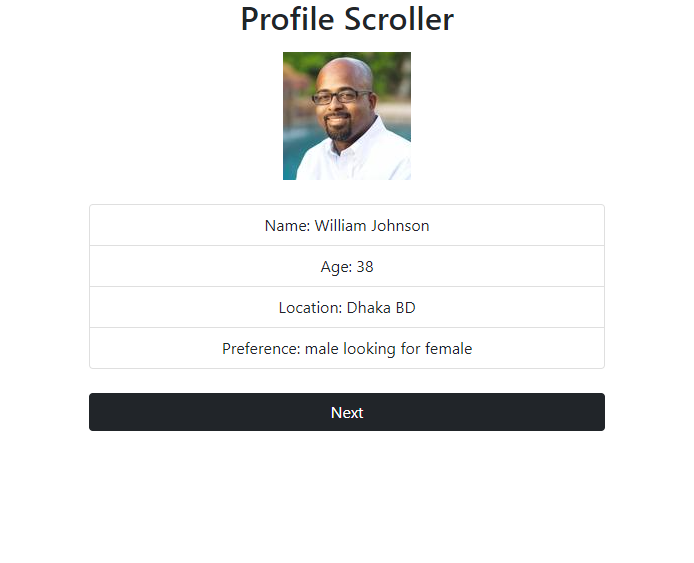 Profile Scroller
Name: William Johnson
Age: 38
Location: Dhaka BD
Preference: male looking for female
Next